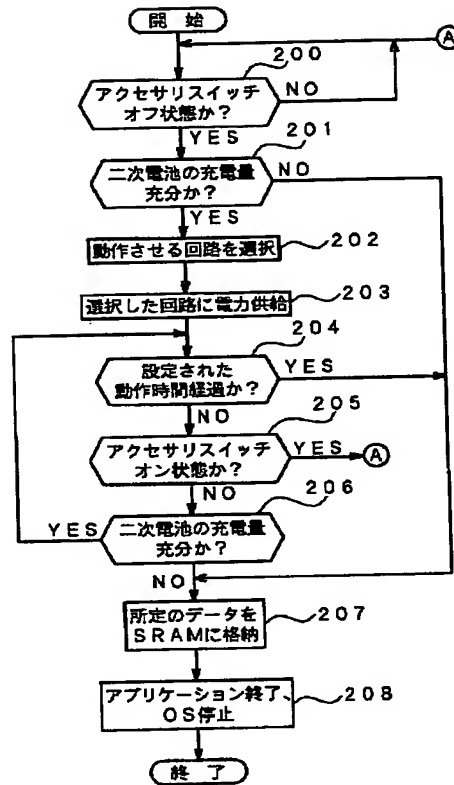 開 始
A
200
アクセサリスイッチ
オフ状態か?
NO
YES
201
二次電池の充電量
充分か?
NO
YES
動作させる回路を選択
202
選択した回路に電力供給
203
204
設定された
動作時間経過か?
YES
NO
205
アクセサリスイッチ
オン状態か?
YES
A
NO
206
YES
二次電池の充電量
充分か?
NO
所定のデータを
SRAMに格納
207
アプリケーション終了、
OS停止
208
終 了